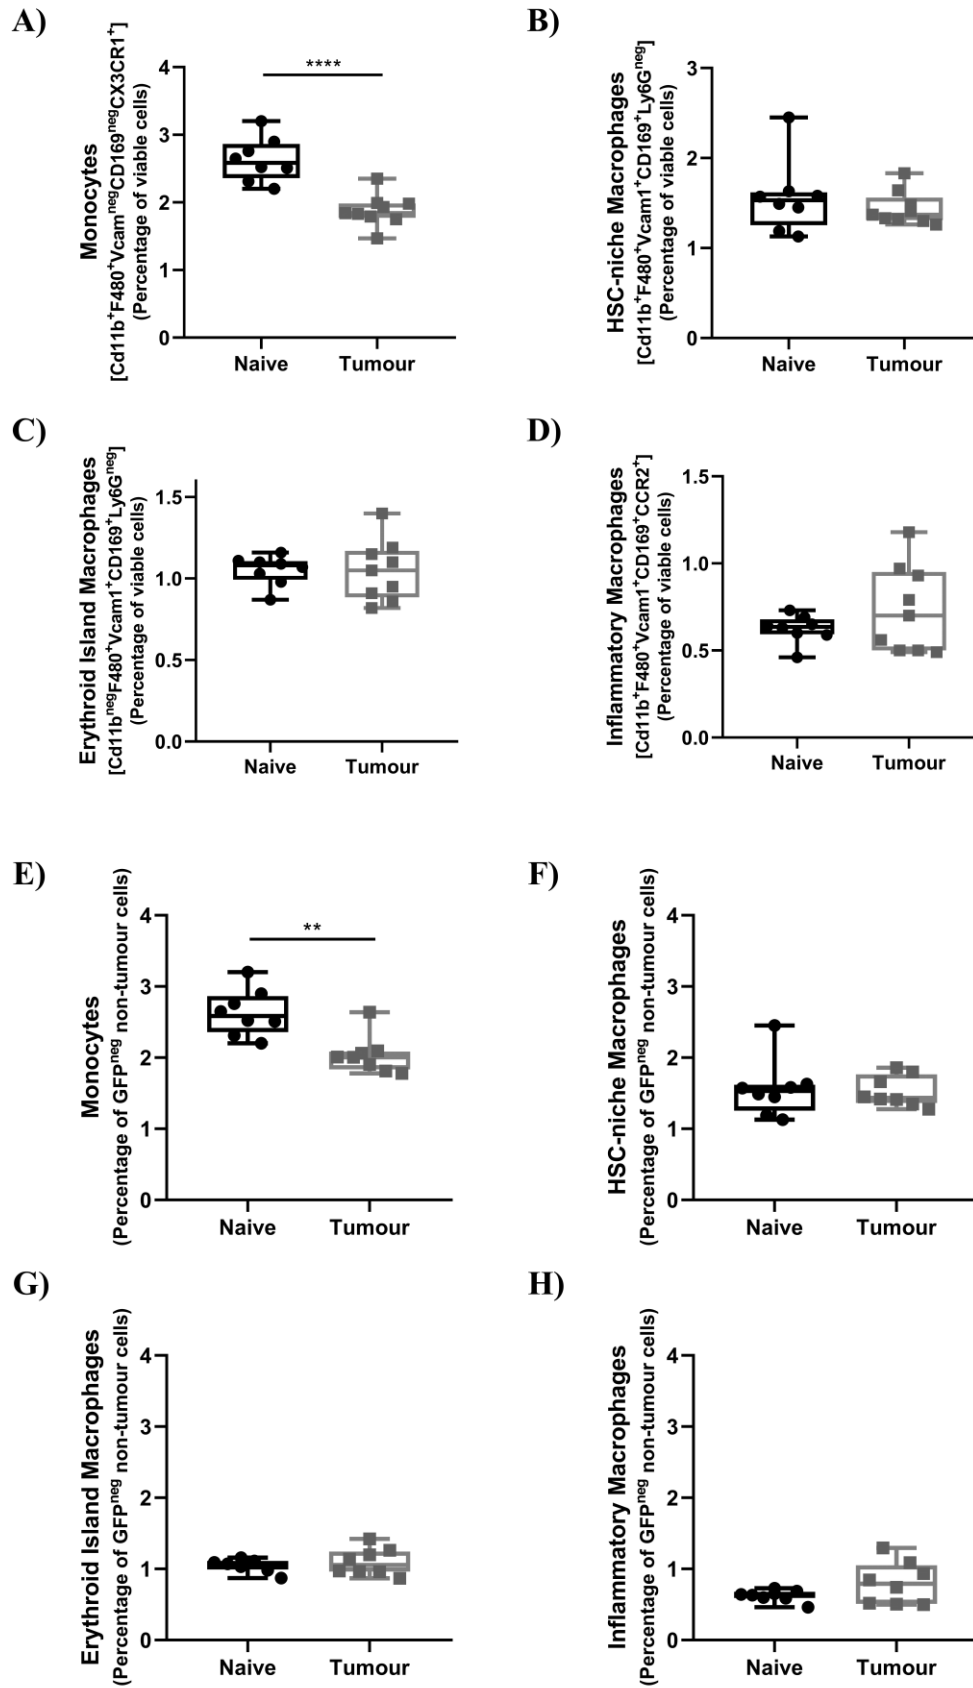 A)
Monocytes
[Cd11b⁺F480⁺VcamⁿᵉᵍCD169ⁿᵉᵍCX3CR1⁺]
(Percentage of viable cells)
4
3
2
1
0
****
Naive
Tumour
B)
HSC-niche Macrophages
[Cd11b⁺F480⁺Vcam1⁺CD169⁺Ly6Gⁿᵉᵍ]
(Percentage of viable cells)
3
2
1
0
Naive
Tumour
C)
Erythroid Island Macrophages
[Cd11bⁿᵉᵍF480⁺Vcam1⁺CD169⁺Ly6Gⁿᵉᵍ]
(Percentage of viable cells)
1.5
1.0
0.5
0.0
Naive
Tumour
D)
Inflammatory Macrophages
[Cd11b⁺F480⁺Vcam1⁺CD169⁺CCR2⁺]
(Percentage of viable cells)
1.5
1.0
0.5
0.0
Naive
Tumour
E)
Monocytes
(Percentage of GFPⁿᵉᵍ non-tumour cells)
4
3
2
1
0
**
Naive
Tumour
F)
HSC-niche Macrophages
(Percentage of GFPⁿᵉᵍ non-tumour cells)
4
3
2
1
0
Naive
Tumour
G)
Erythroid Island Macrophages
(Percentage of GFPⁿᵉᵍ non-tumour cells)
4
3
2
1
0
Naive
Tumour
H)
Inflammatory Macrophages
(Percentage of GFPⁿᵉᵍ non-tumour cells)
4
3
2
1
0
Naive
Tumour